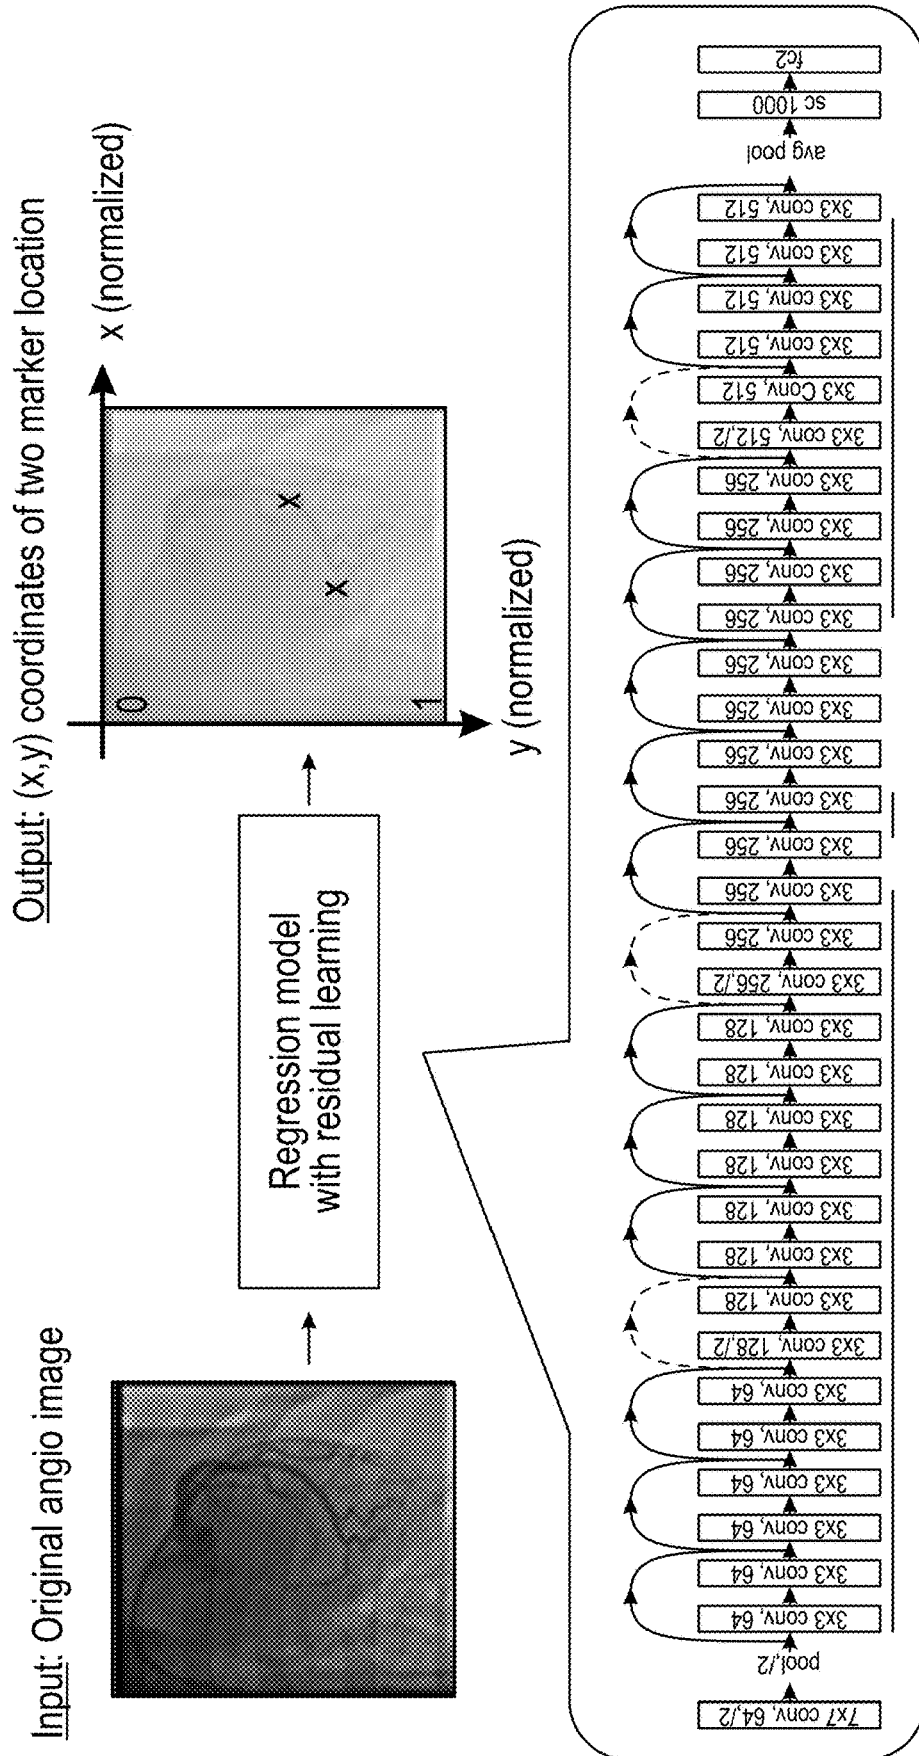 Input: Original angio image
Regression model
with residual learning
Output: (x,y) coordinates of two marker location
x (normalized)
0
1
x
x
y (normalized)
7x7 conv, 64,/2
pool,/2
3x3 conv, 64
3x3 conv, 64
3x3 conv, 64
3x3 conv, 64
3x3 conv, 64
3x3 conv, 64
3x3 conv, 128,/2
3x3 conv, 128
3x3 conv, 128
3x3 conv, 128
3x3 conv, 128
3x3 conv, 128
3x3 conv, 128
3x3 conv, 128
3x3 conv, 256,/2
3x3 conv, 256
3x3 conv, 256
3x3 conv, 256
3x3 conv, 256
3x3 conv, 256
3x3 conv, 256
3x3 conv, 256
3x3 conv, 256
3x3 conv, 256
3x3 conv, 256
3x3 conv, 256
3x3 conv, 512,/2
3x3 Conv, 512
3x3 conv, 512
3x3 conv, 512
3x3 conv, 512
3x3 conv, 512
avg pool
sc 1000
fc2